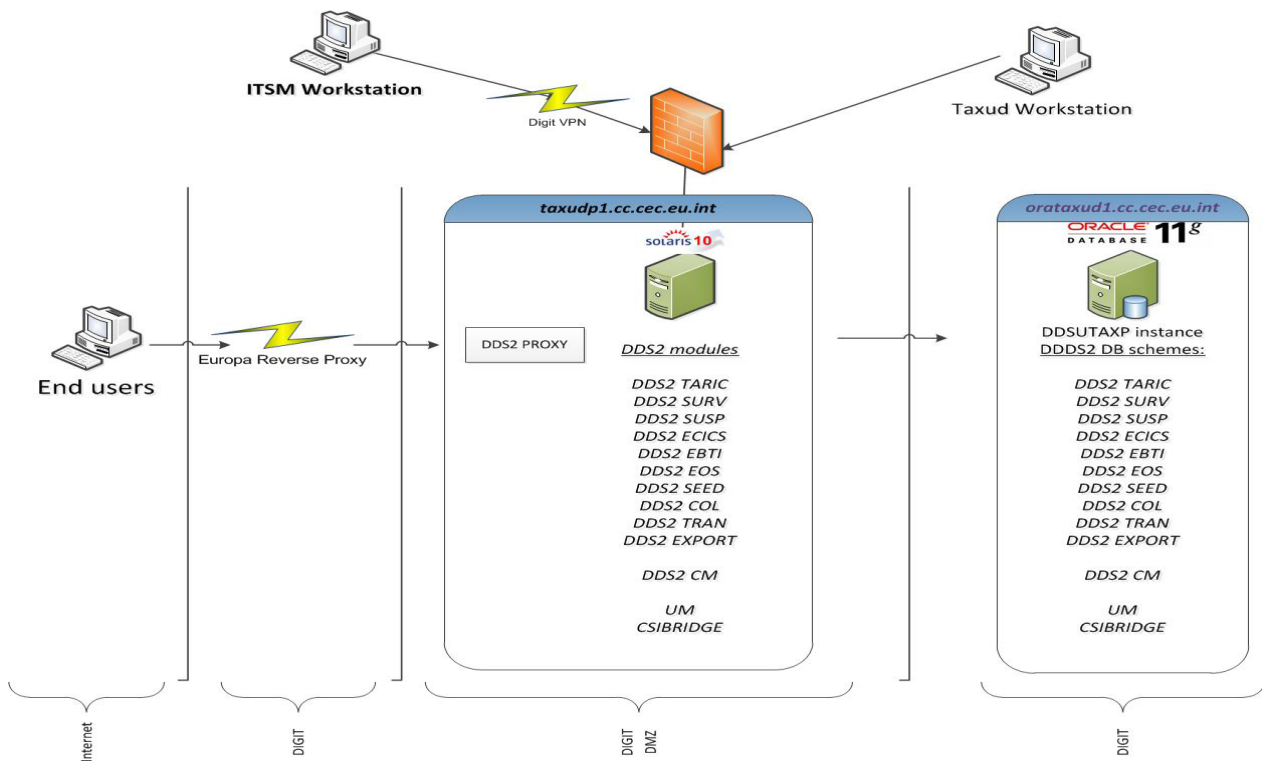 ITSM Workstation
Digit VPN
Taxud Workstation
taxudp1.cc.cec.eu.int
solaris 10
orataxud1.cc.cec.eu.int
ORACLE
DATABASE 11g
End users
Europa Reverse Proxy
DDS2 PROXY
DDS2 modules
DDS2 TARIC
DDS2 SURV
DDS2 SUSP
DDS2 ECICS
DDS2 EBTI
DDS2 EOS
DDS2 SEED
DDS2 COL
DDS2 TRAN
DDS2 EXPORT
DDS2 CM
UM
CSIBRIDGE
DDSUTAXP instance
DDDS2 DB schemes:
DDS2 TARIC
DDS2 SURV
DDS2 SUSP
DDS2 ECICS
DDS2 EBTI
DDS2 EOS
DDS2 SEED
DDS2 COL
DDS2 TRAN
DDS2 EXPORT
DDS2 CM
UM
CSIBRIDGE
Internet
DIGIT
DIGIT
DMZ
DIGIT